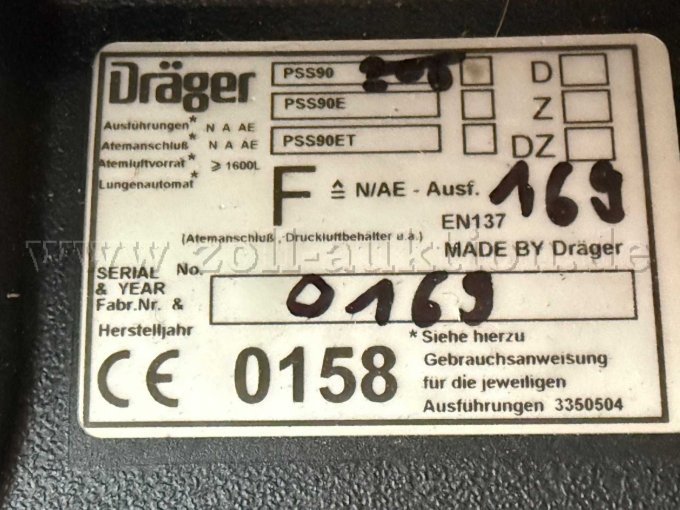 Dräger
PSS90
D
PSS90E
Z
PSS90ET
DZ
Ausführungen* N A AE
Atemanschluß* N A AE
Atemluftvorrat* ≥ 1600L
Lungenautomat*
F ≙ N/AE - Ausf. 169
EN137
(Atemanschluß, Druckluftbehälter u.a.)
MADE BY Dräger
www.zoll-auktion.de
SERIAL No.
& YEAR
Fabr.Nr. &
Herstelljahr
0169
CE 0158
*Siehe hierzu
Gebrauchsanweisung
für die jeweiligen
Ausführungen 3350504